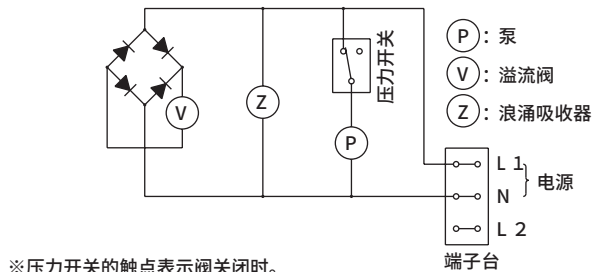 压力开关
P：泵
V：溢流阀
Z：浪涌吸收器
V
Z
P
L 1
N
电源
L 2
端子台
※压力开关的触点表示阀关闭时。